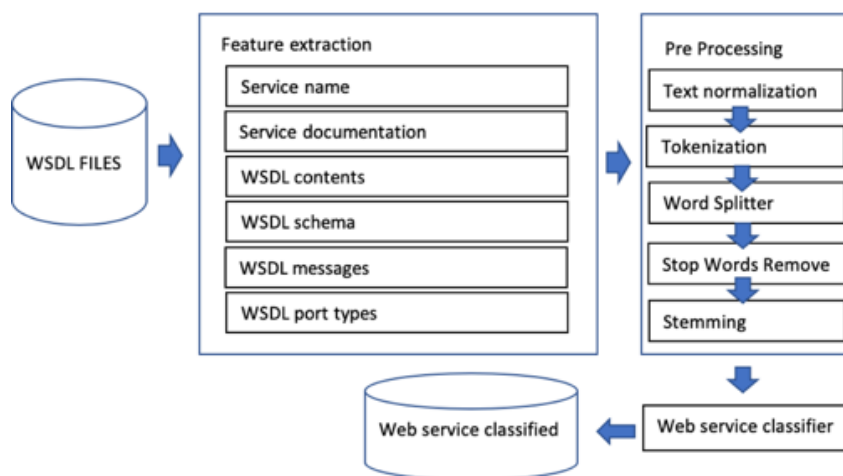 WSDL FILES
Feature extraction
Service name
Service documentation
WSDL contents
WSDL schema
WSDL messages
WSDL port types
Pre Processing
Text normalization
Tokenization
Word Splitter
Stop Words Remove
Stemming
Web service classifier
Web service classified